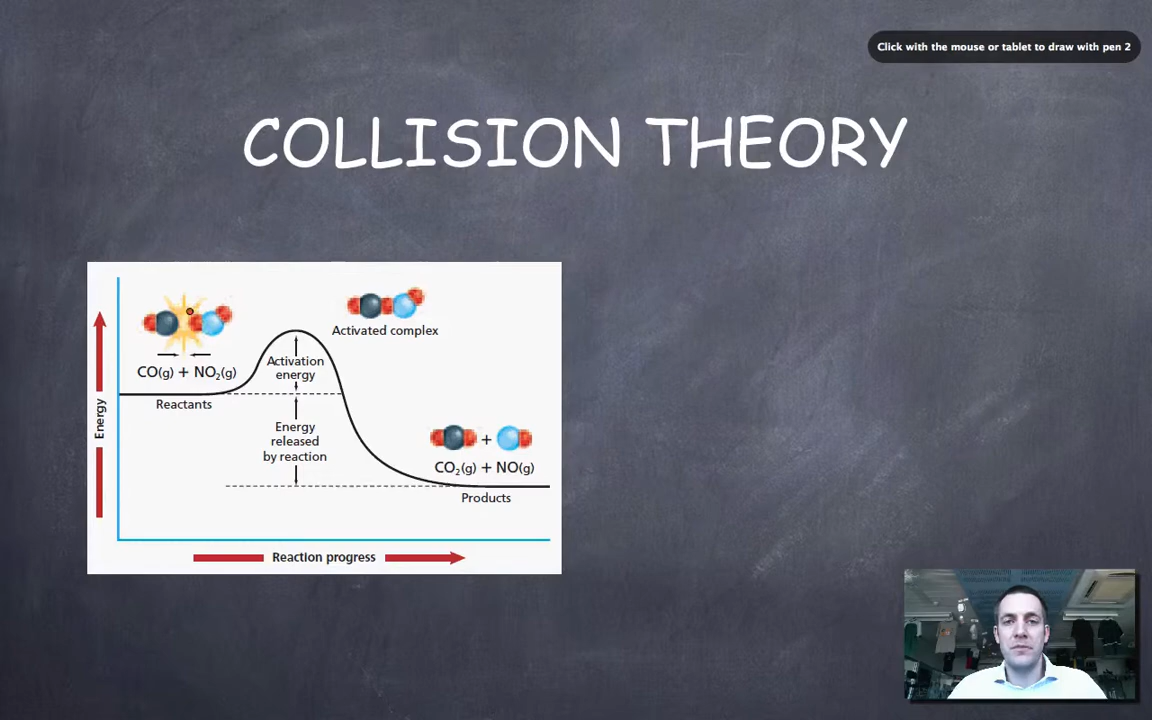 Click with the mouse or tablet to draw with pen 2
COLLISION THEORY
Activated complex
Activation
energy
CO(g) + NO₂(g)
Reactants
Energy
Energy
released
by reaction
+
CO₂(g) + NO(g)
Products
Reaction progress